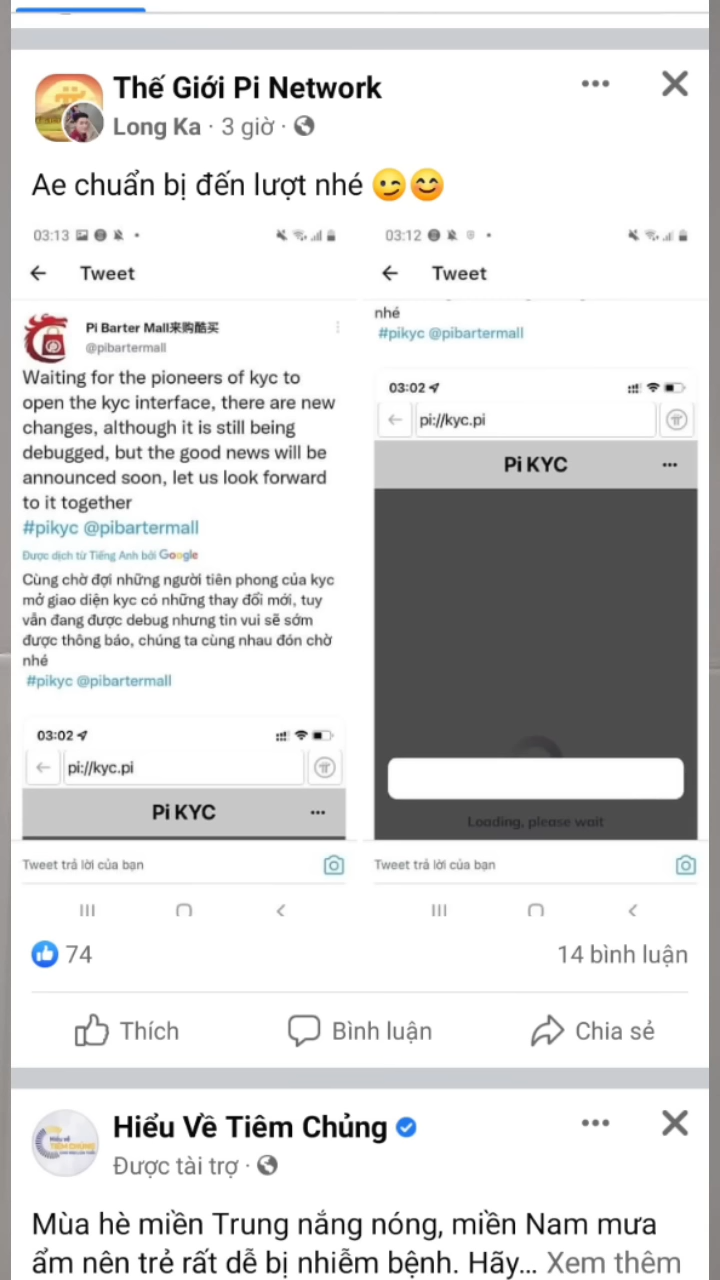 Thế Giới Pi Network
Long Ka · 3 giờ ·
Ae chuẩn bị đến lượt nhé 😉😊
03:13
Tweet
Pi Barter Mall来购酷买
@pibartermall
Waiting for the pioneers of kyc to
open the kyc interface, there are new
changes, although it is still being
debugged, but the good news will be
announced soon, let us look forward
to it together
#pikyc @pibartermall
Được dịch từ Tiếng Anh bởi Google
Cùng chờ đợi những người tiên phong của kyc
mở giao diện kyc có những thay đổi mới, tuy
vẫn đang được debug nhưng tin vui sẽ sớm
được thông báo, chúng ta cùng nhau đón chờ
nhé
#pikyc @pibartermall
03:02
pi://kyc.pi
Pi KYC
Tweet trả lời của bạn
03:12
Tweet
nhé
#pikyc @pibartermall
03:02
pi://kyc.pi
Pi KYC
Loading, please wait
Tweet trả lời của bạn
74
14 bình luận
Thích
Bình luận
Chia sẻ
Hiểu Về Tiêm Chủng
Được tài trợ ·
Mùa hè miền Trung nắng nóng, miền Nam mưa
ẩm nên trẻ rất dễ bị nhiễm bệnh. Hãy... Xem thêm